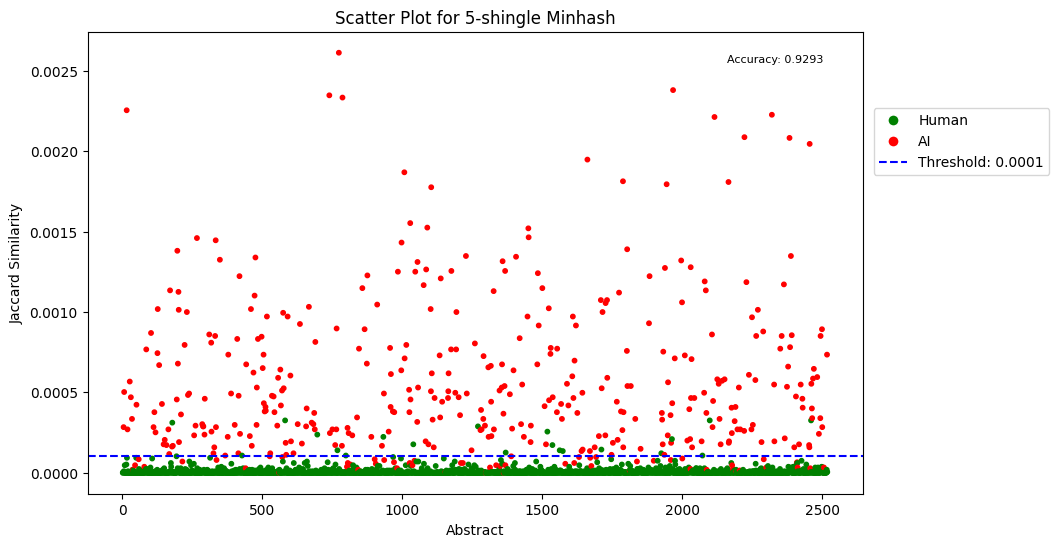 Scatter Plot for 5-shingle Minhash
Accuracy: 0.9293
0.0025
0.0020
0.0015
0.0010
0.0005
0.0000
Jaccard Similarity
0
500
1000
1500
2000
2500
Abstract
Human
AI
Threshold: 0.0001